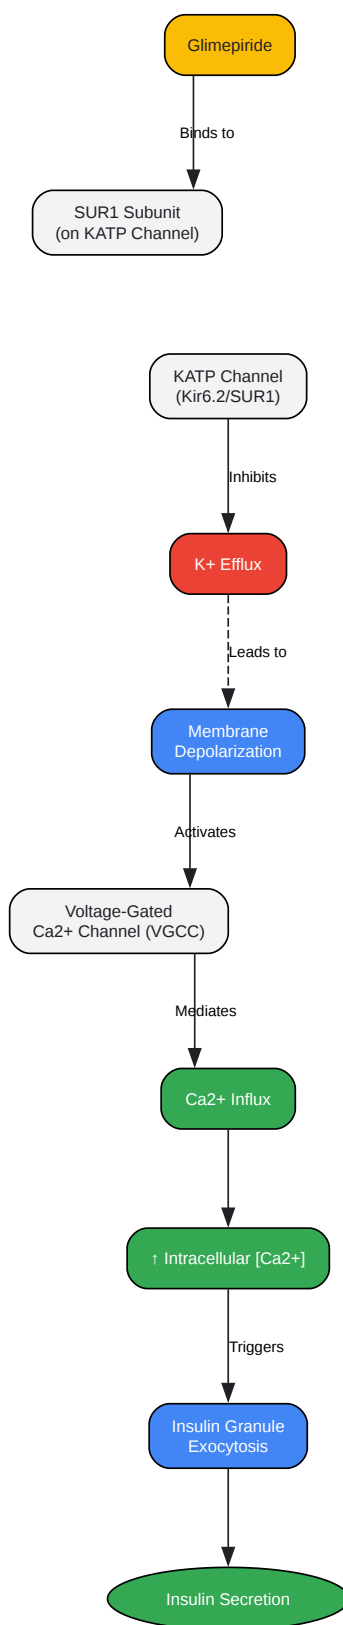 Glimepiride
Binds to
SUR1 Subunit
(on KATP Channel)
KATP Channel
(Kir6.2/SUR1)
Inhibits
K+ Efflux
Leads to
Membrane
Depolarization
Activates
Voltage-Gated
Ca2+ Channel (VGCC)
Mediates
Ca2+ Influx
↑ Intracellular [Ca2+]
Triggers
Insulin Granule
Exocytosis
Insulin Secretion